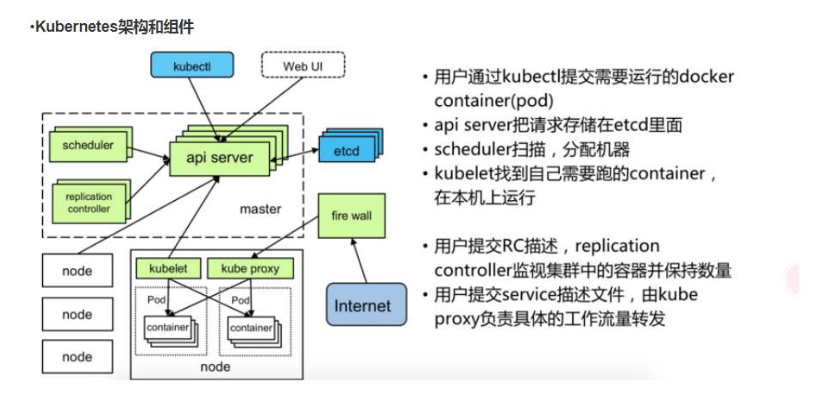 ·Kubernetes架构和组件
kubectl
Web UI
scheduler
api server
etcd
replication
controller
master
fire wall
node
kubelet
kube proxy
node
Pod
Pod
container
container
Internet
node
node
• 用户通过kubectl提交需要运行的docker
container(pod)
• api server把请求存储在etcd里面
• scheduler扫描，分配机器
• kubelet找到自己需要跑的container，
在本机上运行
• 用户提交RC描述，replication
controller监视集群中的容器并保持数量
• 用户提交service描述文件，由kube
proxy负责具体的工作流量转发